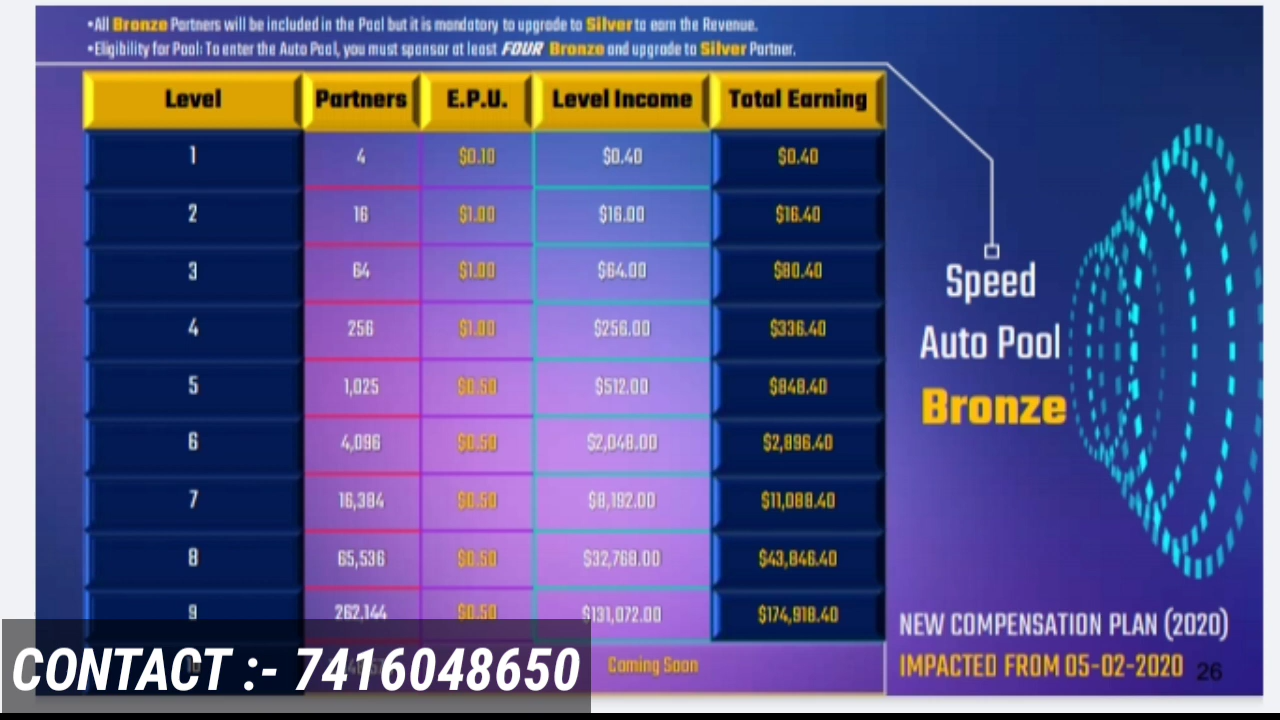 •All Bronze Partners will be included in the Pool but it is mandatory to upgrade to Silver to earn the Revenue.
•Eligibility for Pool: To enter the Auto Pool, you must sponsor at least FOUR Bronze and upgrade to Silver Partner.
Level Partners E.P.U. Level Income Total Earning
1 4 $0.10 $0.40 $0.40
2 16 $1.00 $16.00 $16.40
3 64 $1.00 $64.00 $80.40
4 256 $1.00 $256.00 $336.40
5 1,025 $0.50 $512.00 $848.40
6 4,096 $0.50 $2,048.00 $2,896.40
7 16,384 $0.50 $8,192.00 $11,088.40
8 65,536 $0.50 $32,768.00 $43,846.40
9 262,144 $0.50 $131,072.00 $174,918.40
Coming Soon
Speed
Auto Pool
Bronze
NEW COMPENSATION PLAN (2020)
IMPACTED FROM 05-02-2020 26
CONTACT :- 7416048650